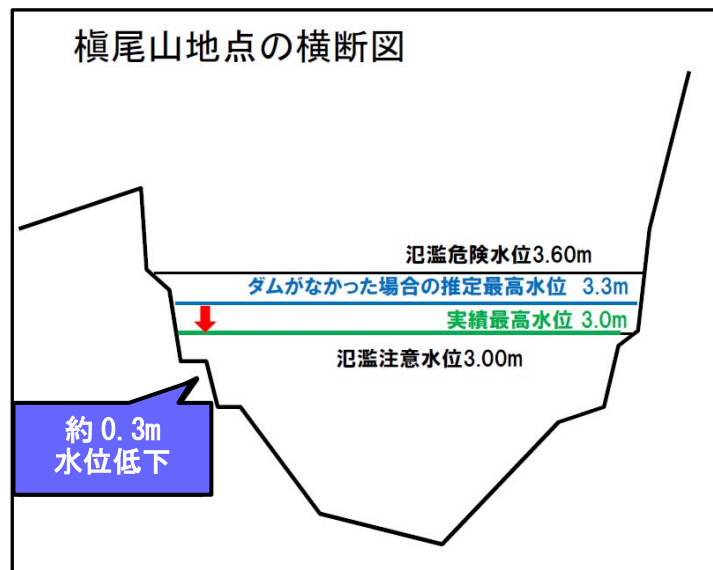 槇尾山地点の横断図
氾濫危険水位3.60m
ダムがなかった場合の推定最高水位 3.3m
実績最高水位 3.0m
氾濫注意水位3.00m
約0.3m
水位低下